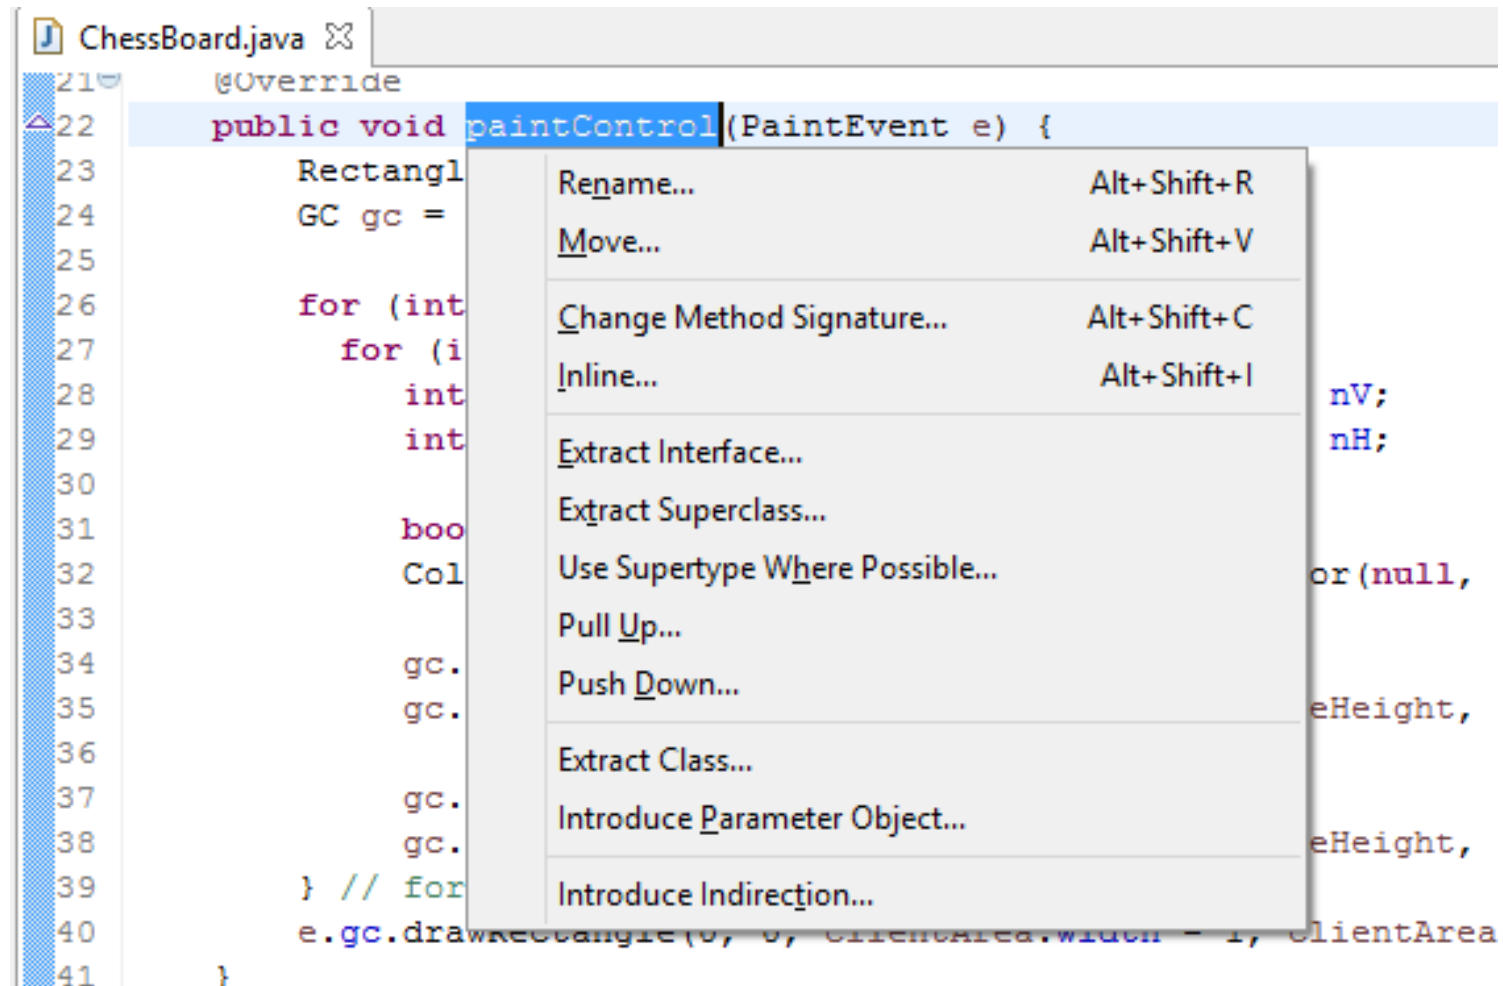 ChessBoard.java
21 @Override
22 public void paintControl(PaintEvent e) {
23 Rectangl
24 GC gc =
25
26 for (int
27 for (i
28 int nV;
29 int nH;
30
31 boo
32 Col or(null,
33
34 gc.
35 gc. eHeight,
36
37 gc.
38 gc. eHeight,
39 } // for
40 e.gc.drawRectangle(0, 0, clientArea.width - 1, clientArea
41 }
Rename... Alt+Shift+R
Move... Alt+Shift+V
Change Method Signature... Alt+Shift+C
Inline... Alt+Shift+I
Extract Interface...
Extract Superclass...
Use Supertype Where Possible...
Pull Up...
Push Down...
Extract Class...
Introduce Parameter Object...
Introduce Indirection...